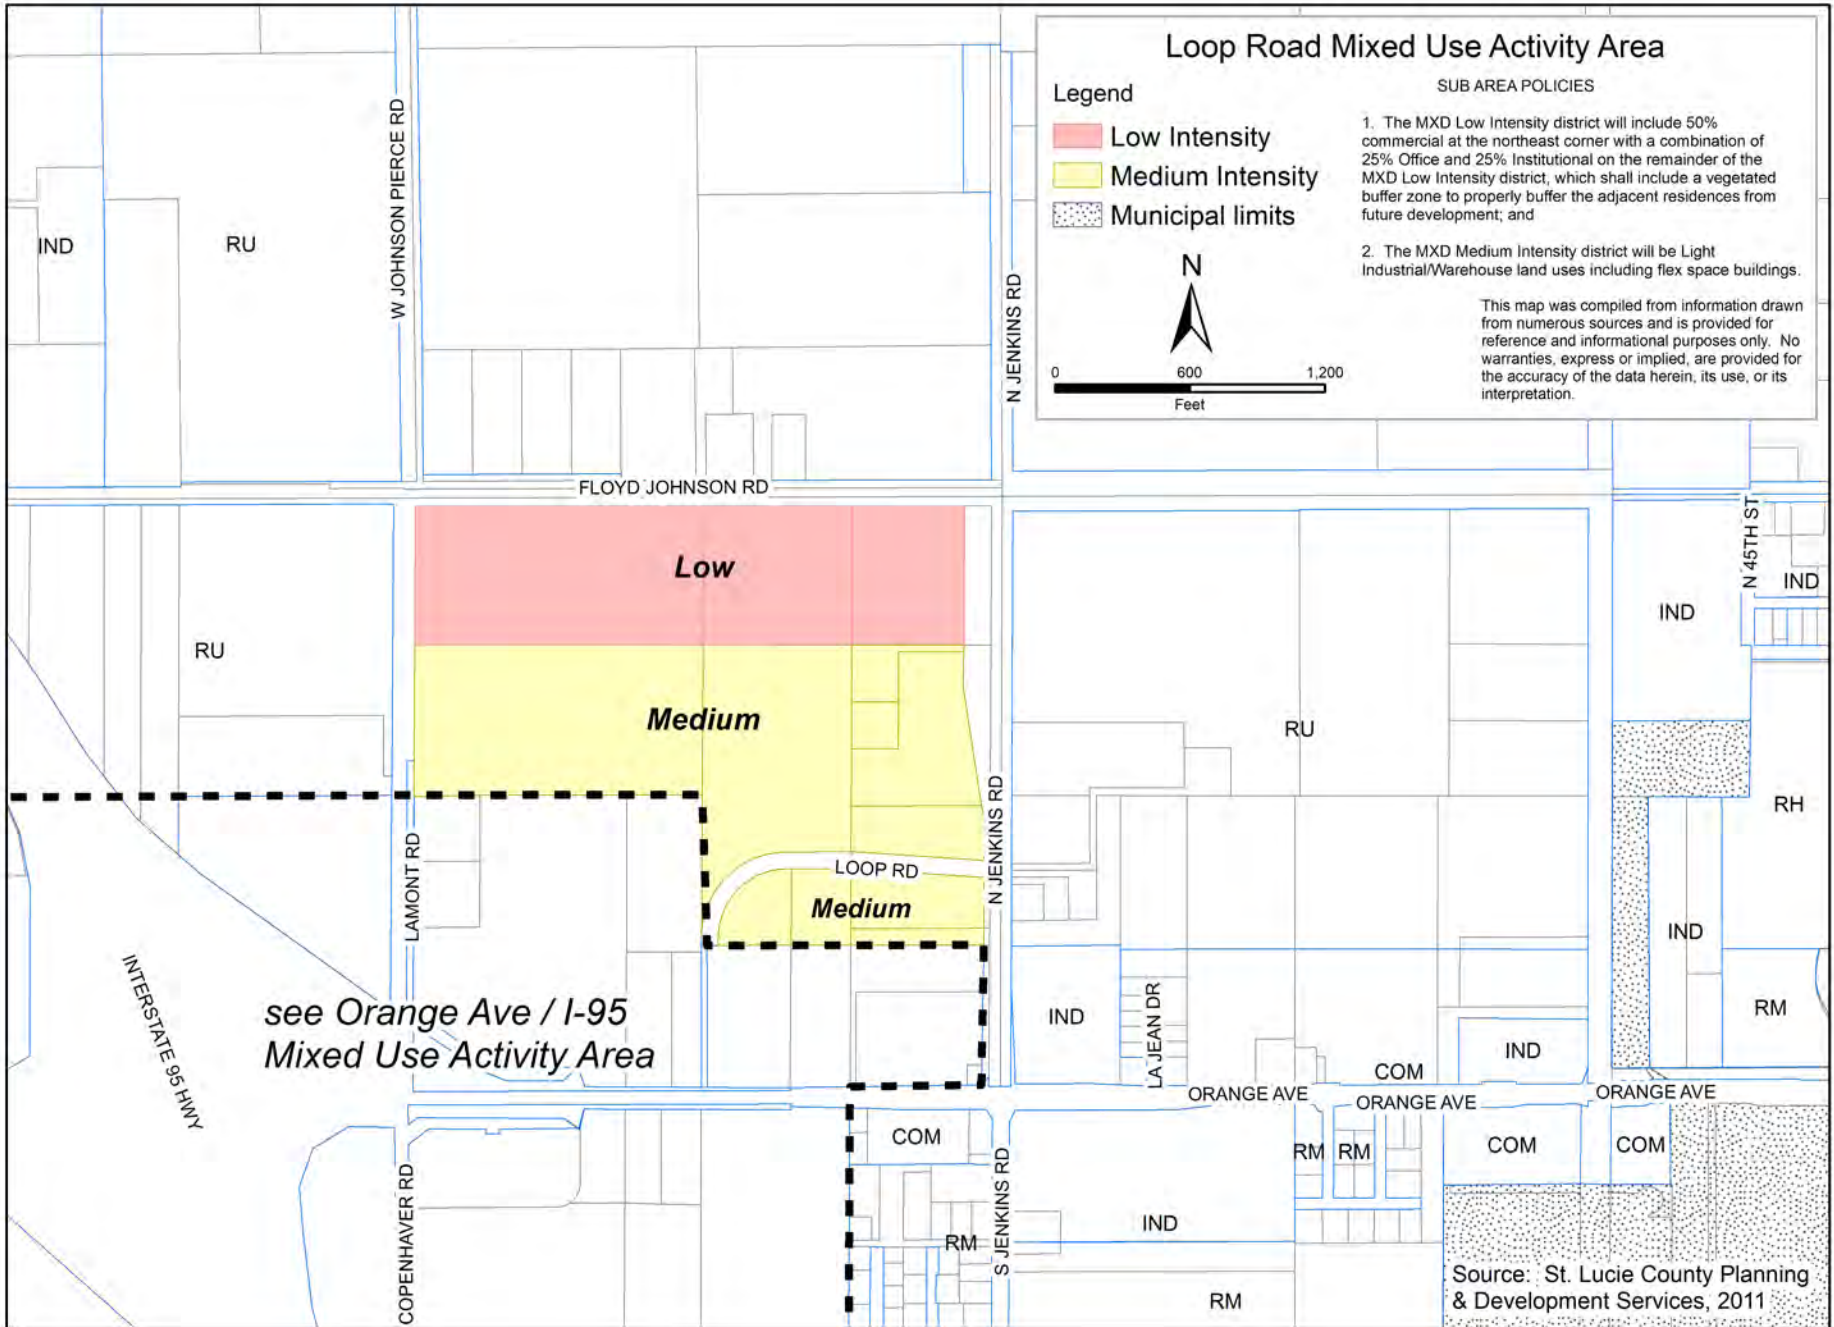 Loop Road Mixed Use Activity Area
SUB AREA POLICIES
Legend
Low Intensity
Medium Intensity
Municipal limits
1. The MXD Low Intensity district will include 50%
commercial at the northeast corner with a combination of
25% Office and 25% Institutional on the remainder of the
MXD Low Intensity district, which shall include a vegetated
buffer zone to properly buffer the adjacent residences from
future development; and
2. The MXD Medium Intensity district will be Light
Industrial/Warehouse land uses including flex space buildings.
This map was compiled from information drawn
from numerous sources and is provided for
reference and informational purposes only. No
warranties, express or implied, are provided for
the accuracy of the data herein, its use, or its
interpretation.
N
0 600 1,200
Feet
W JOHNSON PIERCE RD
N JENKINS RD
IND
RU
FLOYD JOHNSON RD
N 45TH ST
Low
IND
IND
RU
Medium
RU
RH
N JENKINS RD
LAMONT RD
LOOP RD
Medium
IND
INTERSTATE 95 HWY
see Orange Ave / I-95
Mixed Use Activity Area
IND
LA JEAN DR
IND
RM
COM
ORANGE AVE
ORANGE AVE
ORANGE AVE
COM
RM
RM
COM
COM
COPENHAVER RD
S JENKINS RD
IND
RM
RM
Source: St. Lucie County Planning
& Development Services, 2011